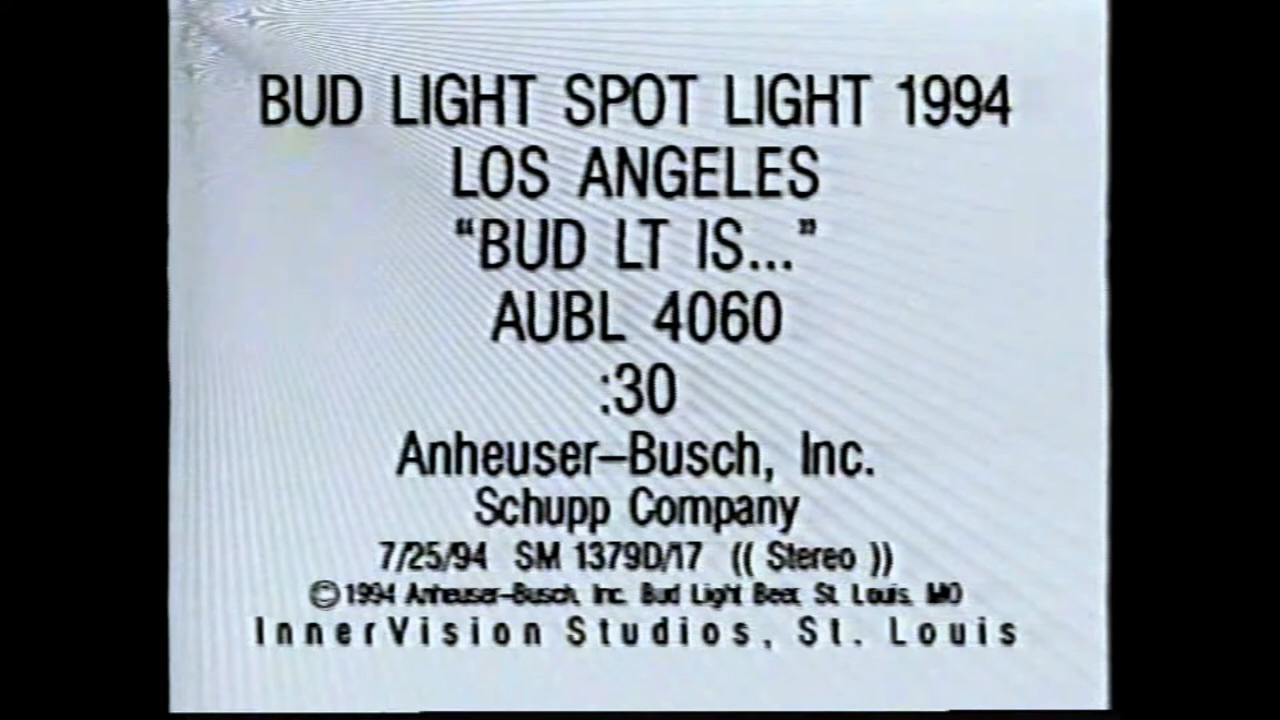 BUD LIGHT SPOT LIGHT 1994
LOS ANGELES
“BUD LT IS...”
AUBL 4060
:30
Anheuser–Busch, Inc.
Schupp Company
7/25/94 SM 1379D/17 (( Stereo ))
©1994 Anheuser–Busch, Inc. Bud Light Beer, St. Louis, MO
InnerVision Studios, St. Louis